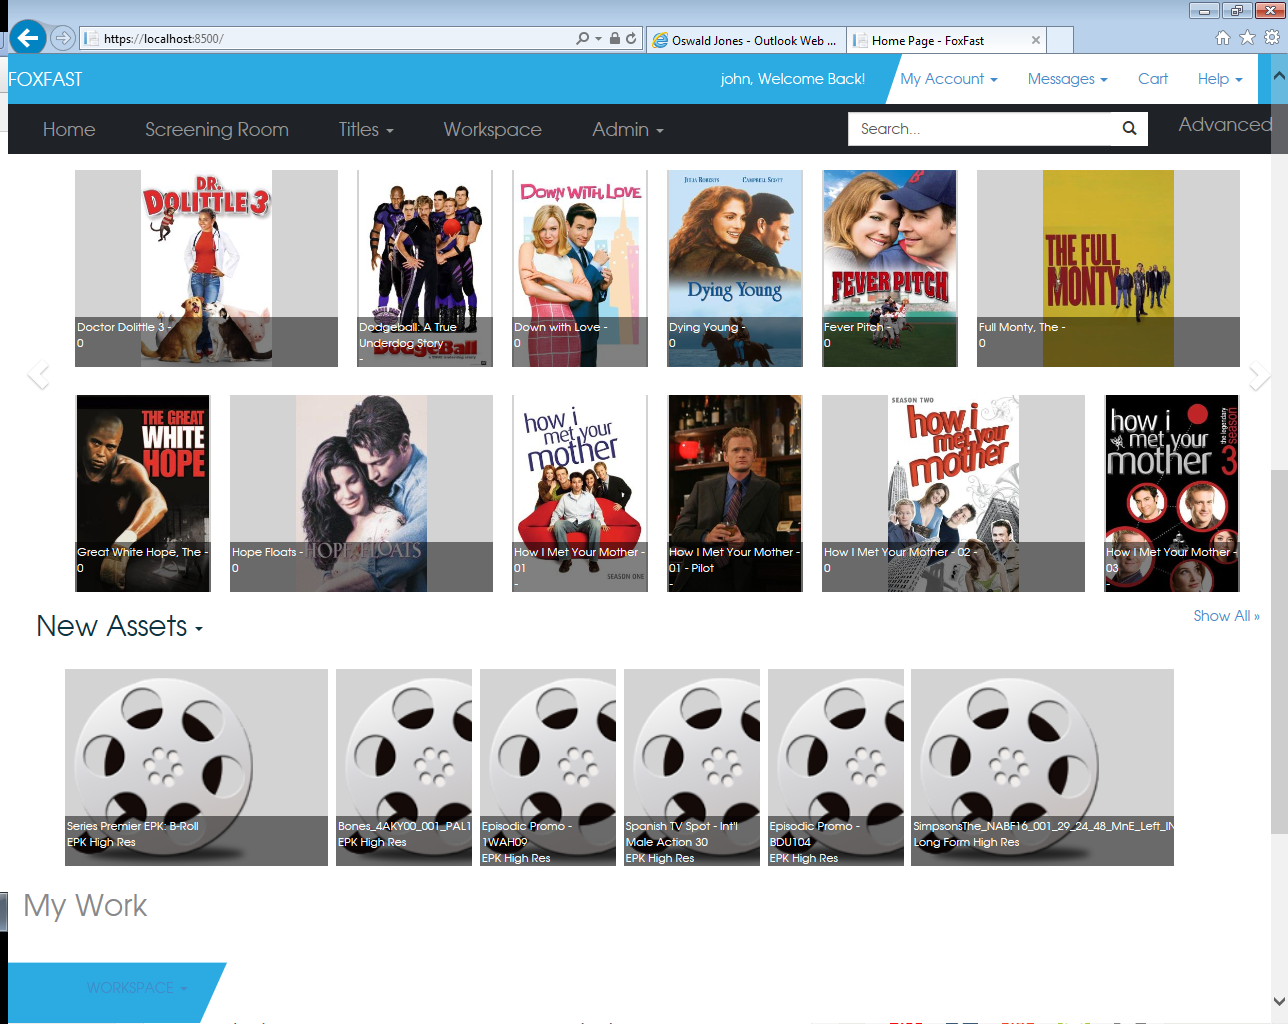 https://localhost:8500/
Oswald Jones - Outlook Web ...
Home Page - FoxFast
FOXFAST
john, Welcome Back!
My Account
Messages
Cart
Help
Home
Screening Room
Titles
Workspace
Admin
Search...
Advanced
DR.
DOLITTLE 3
Doctor Dolittle 3 -
0
DODGEBALL
Dodgeball: A True
Underdog Story
-
DOWN WITH LOVE
Down with Love -
0
JULIA ROBERTS CAMPBELL SCOTT
Dying Young
Dying Young -
0
FEVER PITCH
Fever Pitch -
0
THE FULL
MONTY
Full Monty, The -
0
THE GREAT
WHITE
HOPE
Great White Hope, The -
0
HOPE FLOATS
Hope Floats -
0
how i
met your
mother
SEASON ONE
How I Met Your Mother -
01
-
How I Met Your Mother -
01 - Pilot
-
SEASON TWO
how i
met your
mother
How I Met Your Mother - 02 -
0
how i
met your
mother 3
the legendary
season
How I Met Your Mother -
03
-
New Assets
Show All »
Series Premier EPK: B-Roll
EPK High Res
Bones_4AKY00_001_PAL1
EPK High Res
Episodic Promo -
1WAH09
EPK High Res
Spanish TV Spot - Int'l
Male Action 30
EPK High Res
Episodic Promo -
BDU104
EPK High Res
SimpsonsThe_NABF16_001_29_24_48_MnE_Left_IN
Long Form High Res
My Work
WORKSPACE